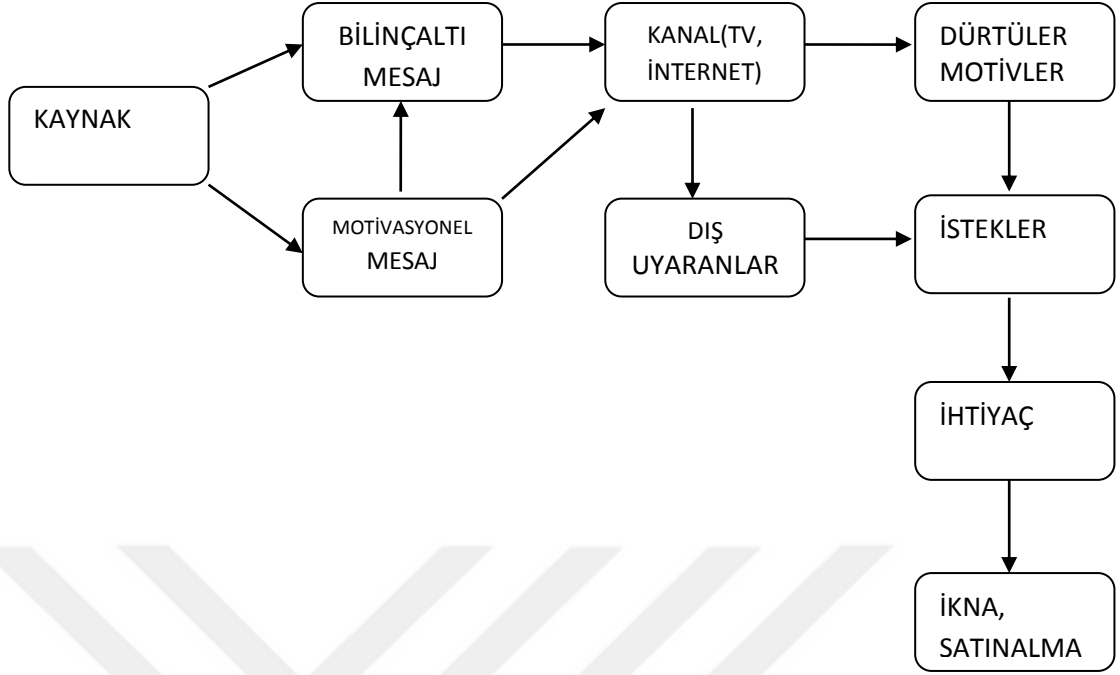 KAYNAK
BİLİNÇALTI
MESAJ
MOTİVASYONEL
MESAJ
KANAL(TV,
İNTERNET)
DIŞ
UYARANLAR
DÜRTÜLER
MOTİVLER
İSTEKLER
İHTİYAÇ
İKNA,
SATINALMA